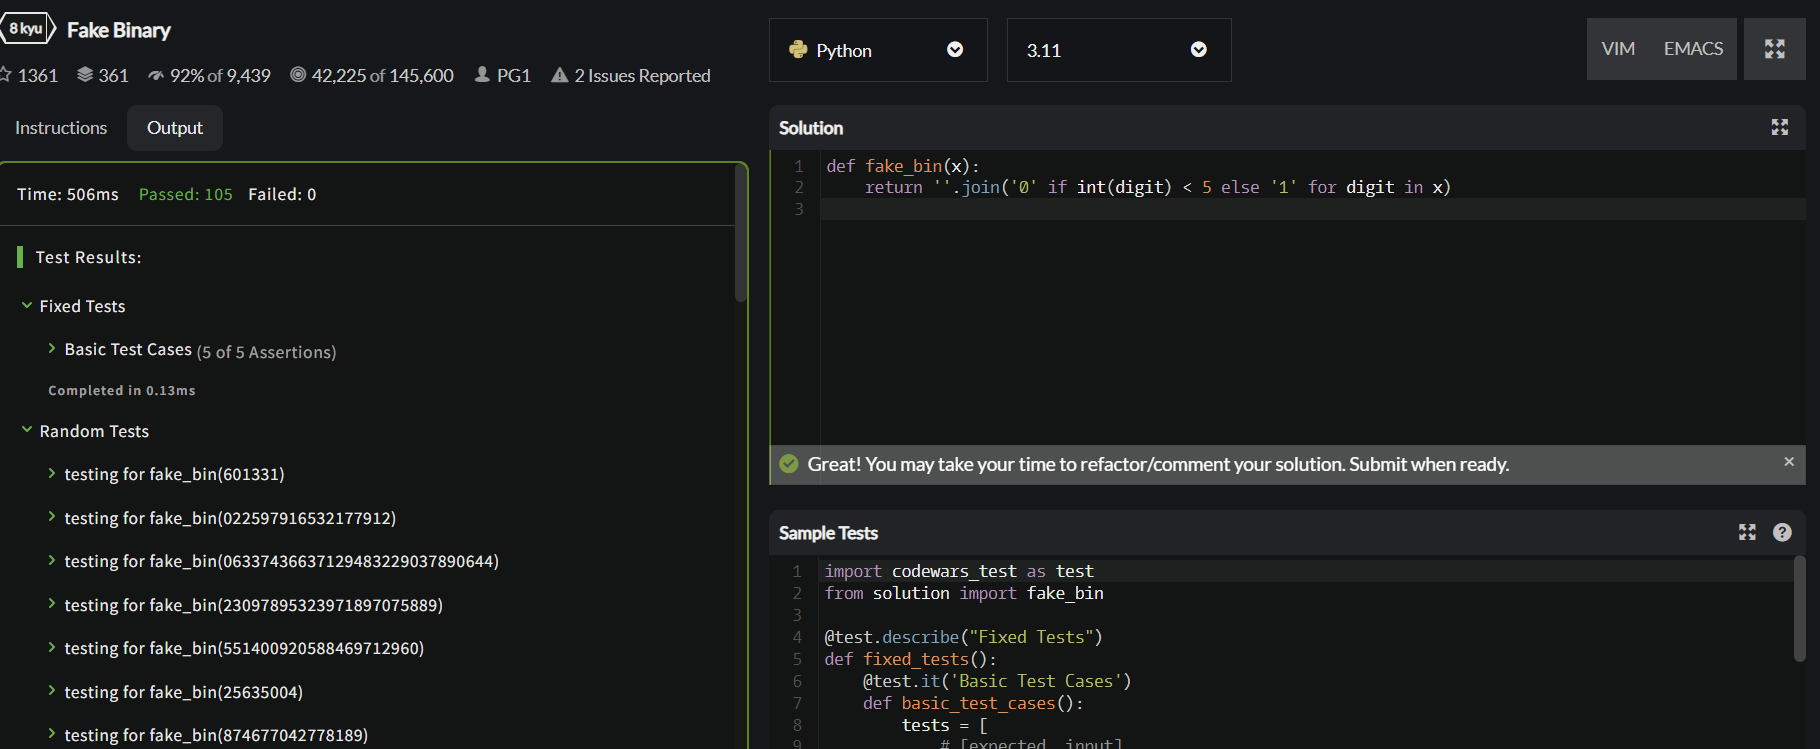 8 kyu Fake Binary
1361 361 92% of 9,439 42,225 of 145,600 PG1 2 Issues Reported
Instructions Output
Time: 506ms Passed: 105 Failed: 0
Test Results:
Fixed Tests
Basic Test Cases (5 of 5 Assertions)
Completed in 0.13ms
Random Tests
testing for fake_bin(601331)
testing for fake_bin(022597916532177912)
testing for fake_bin(06337436637129483229037890644)
testing for fake_bin(23097895323971897075889)
testing for fake_bin(551400920588469712960)
testing for fake_bin(25635004)
testing for fake_bin(874677042778189)
Python 3.11 VIM EMACS
Solution
1 def fake_bin(x):
2     return ''.join('0' if int(digit) < 5 else '1' for digit in x)
3
Great! You may take your time to refactor/comment your solution. Submit when ready. ×
Sample Tests ?
1 import codewars_test as test
2 from solution import fake_bin
3
4 @test.describe("Fixed Tests")
5 def fixed_tests():
6     @test.it('Basic Test Cases')
7     def basic_test_cases():
8         tests = [
9             # [expected, input]